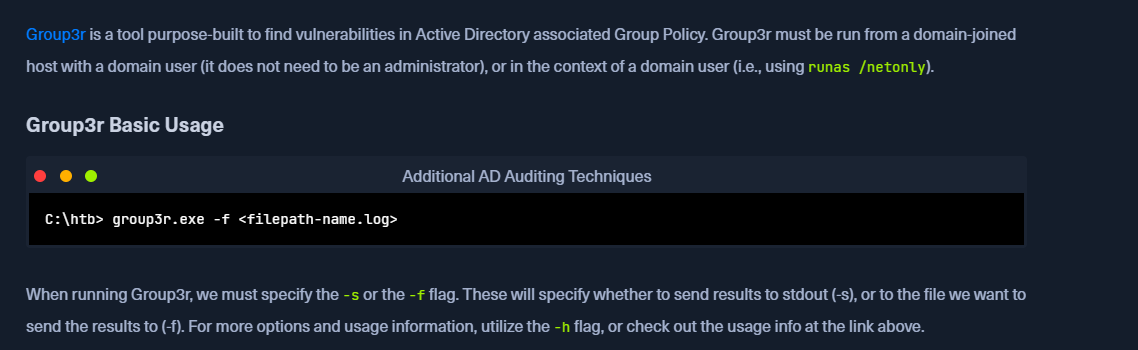 Group3r is a tool purpose-built to find vulnerabilities in Active Directory associated Group Policy. Group3r must be run from a domain-joined
host with a domain user (it does not need to be an administrator), or in the context of a domain user (i.e., using runas /netonly).
Group3r Basic Usage
Additional AD Auditing Techniques
C:\htb> group3r.exe -f <filepath-name.log>
When running Group3r, we must specify the -s or the -f flag. These will specify whether to send results to stdout (-s), or to the file we want to
send the results to (-f). For more options and usage information, utilize the -h flag, or check out the usage info at the link above.